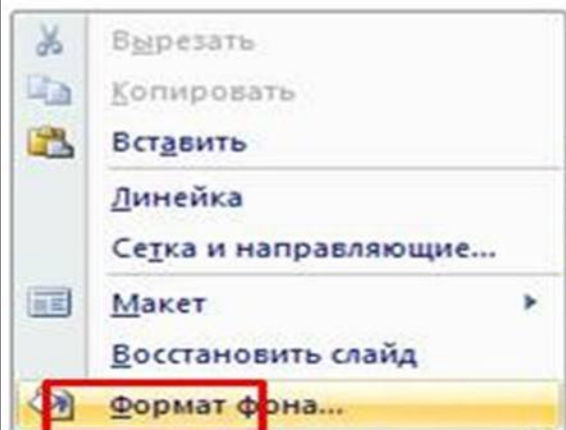 Вырезать
Копировать
Вставить
Линейка
Сетка и направляющие...
Макет
Восстановить слайд
Формат фона...